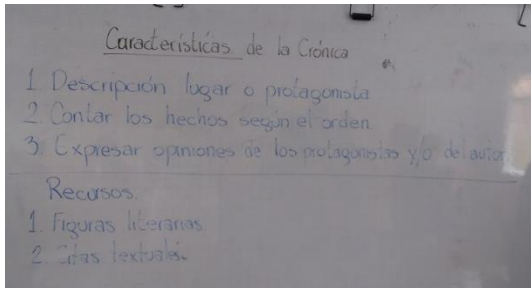 Características de la Crónica
1. Descripción lugar o protagonista
2. Contar los hechos según el orden
3. Expresar opiniones de los protagonistas y/o del autor
Recursos.
1. Figuras literarias
2. Citas textuales.